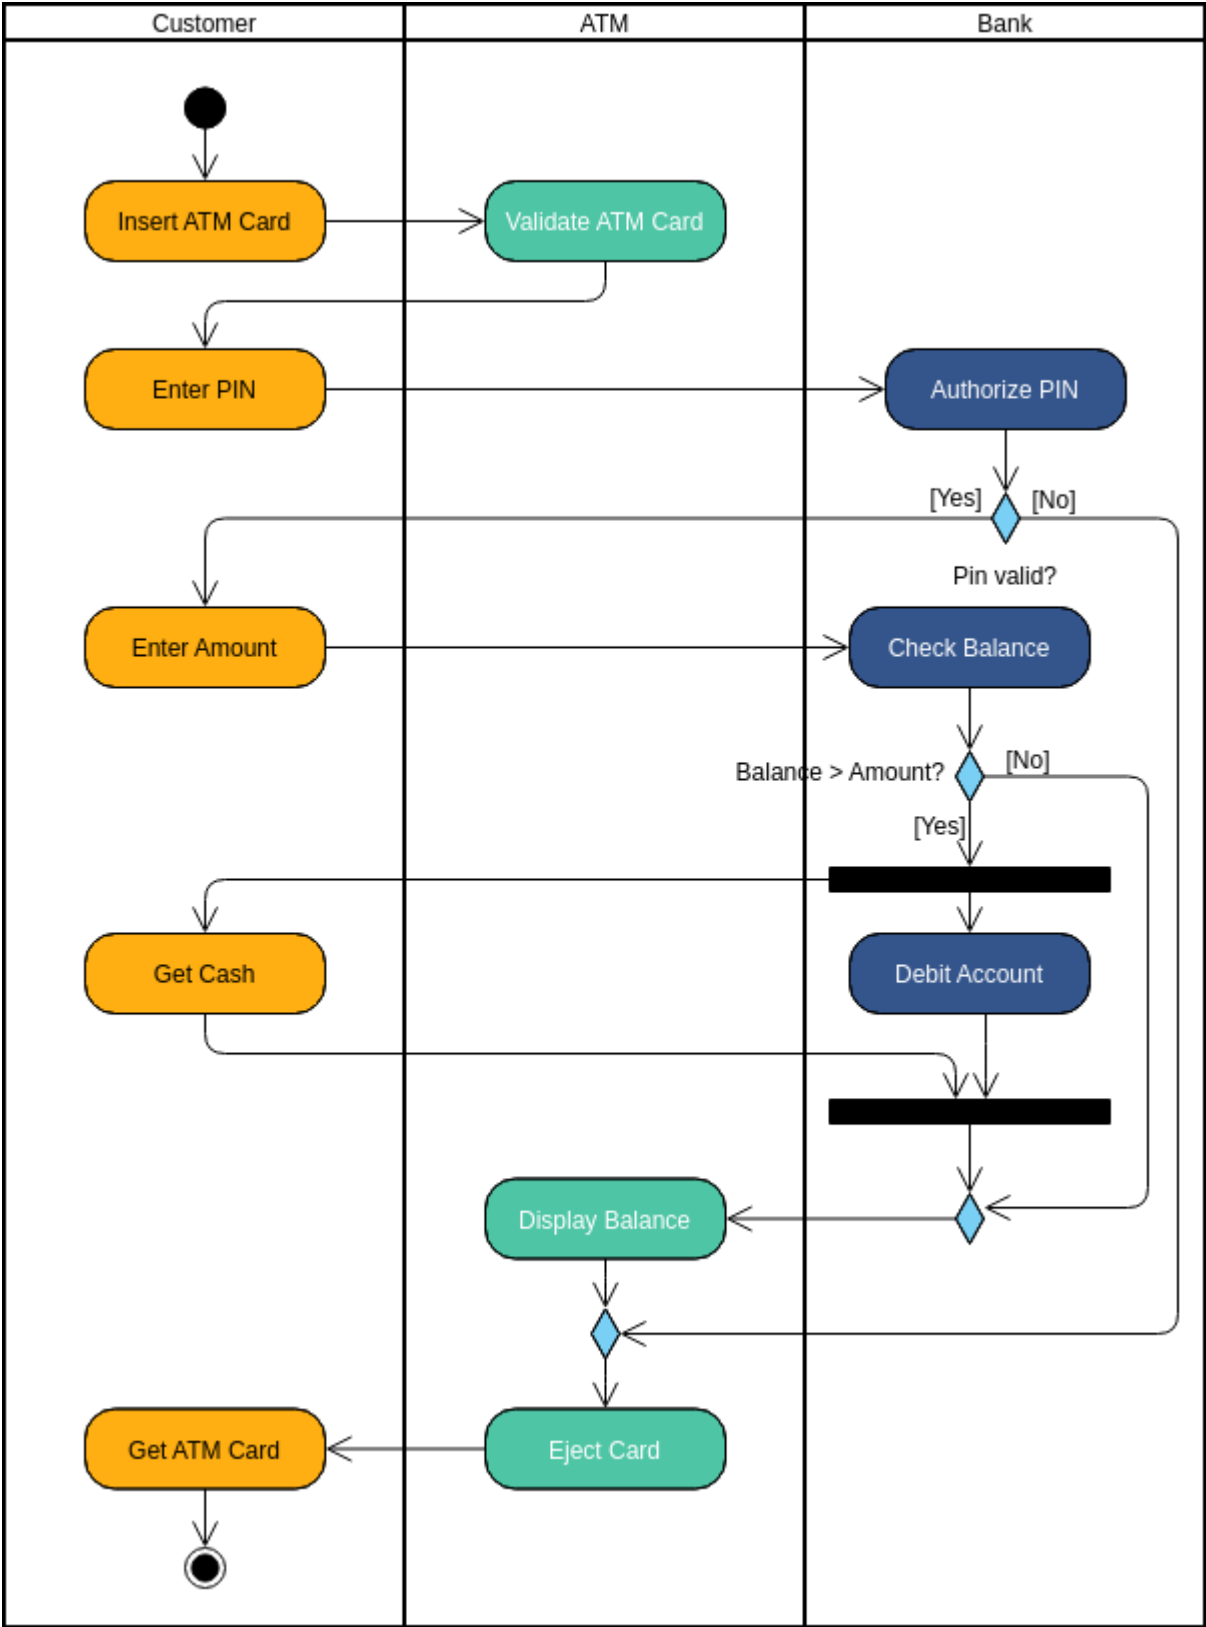 Customer
ATM
Bank
Insert ATM Card
Validate ATM Card
Enter PIN
Authorize PIN
[Yes]
[No]
Pin valid?
Enter Amount
Check Balance
Balance > Amount?
[No]
[Yes]
Get Cash
Debit Account
Display Balance
Get ATM Card
Eject Card